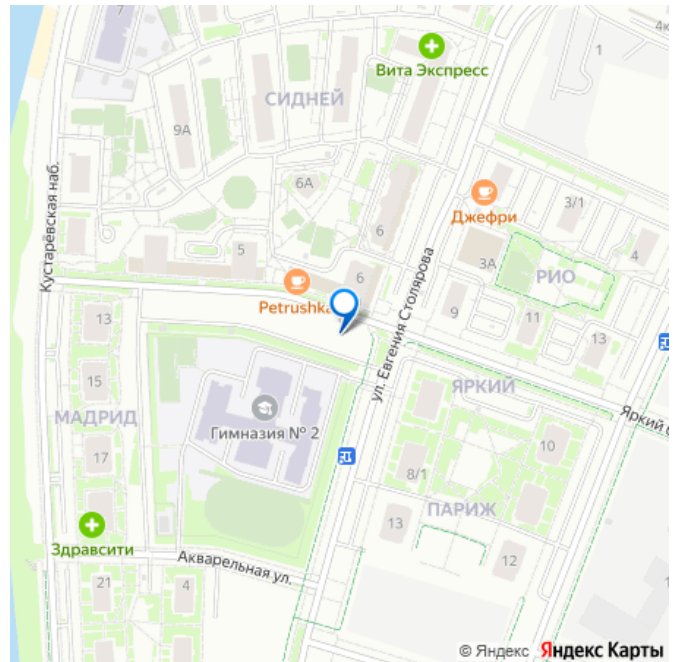 7
4к
1
Вита Экспресс
СИДНЕЙ
9А
6А
Джефри
3/1
Кустарёвская наб.
5
6
6
3А
4
РИО
Petrushka
13
9
11
13
ул. Евгения Столярова
15
ЯРКИЙ
Яркий
МАДРИД
Гимназия № 2
17
8/1
10
ПАРИЖ
13
Здравсити
Акварельная ул.
12
21
4
1
© Яндекс Яндекс Карты